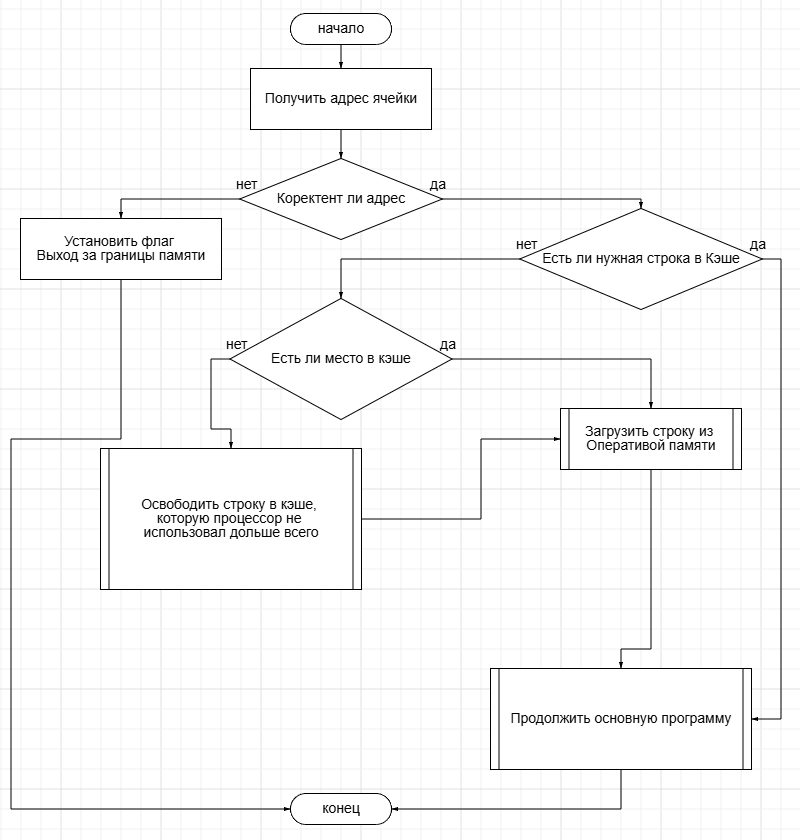 начало
Получить адрес ячейки
нет
да
Коректент ли адрес
Установить флаг
Выход за границы памяти
нет
да
Есть ли нужная строка в Кэше
нет
да
Есть ли место в кэше
Загрузить строку из
Оперативой памяти
Освободить строку в кэше,
которую процессор не
использовал дольше всего
Продолжить основную программу
конец